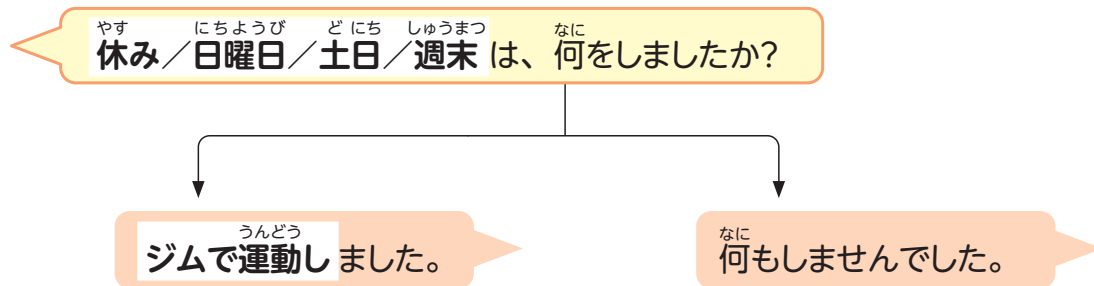 やす にちようび どにち しゅうまつ なに
休み／日曜日／土日／週末 は、何をしましたか？
うんどう
ジムで運動し ました。
なに
何もしませんでした。